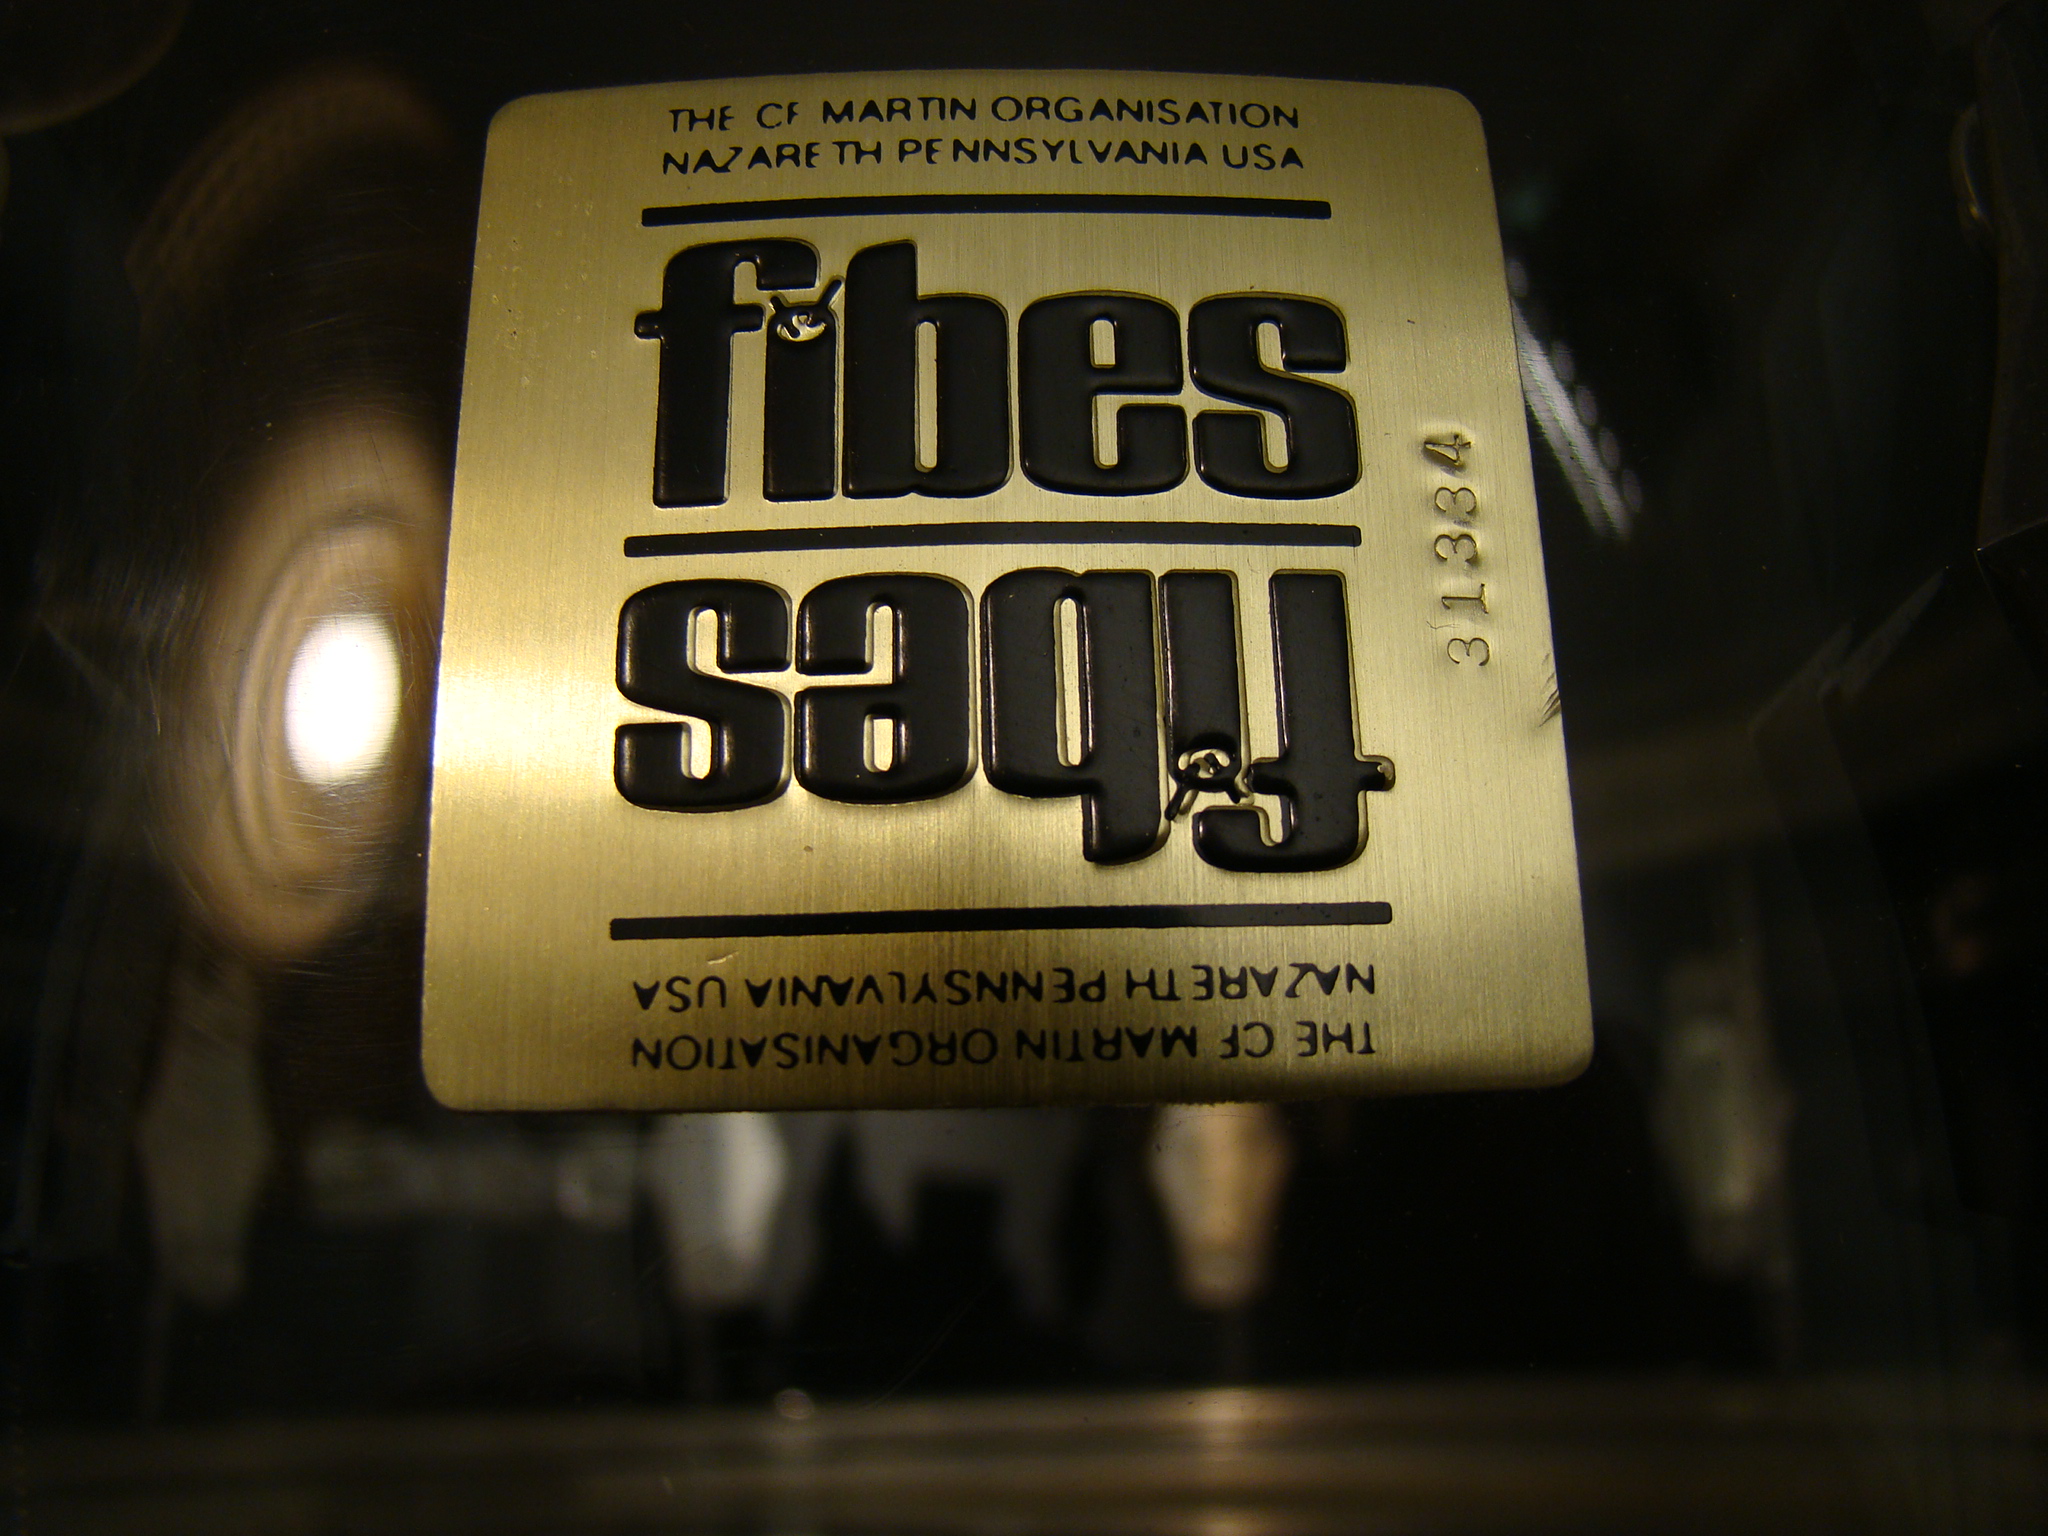 THE CF MARTIN ORGANISATION
NAZARETH PENNSYLVANIA USA
fibes
31334
fibes
NAZARETH PENNSYLVANIA USA
THE CF MARTIN ORGANISATION